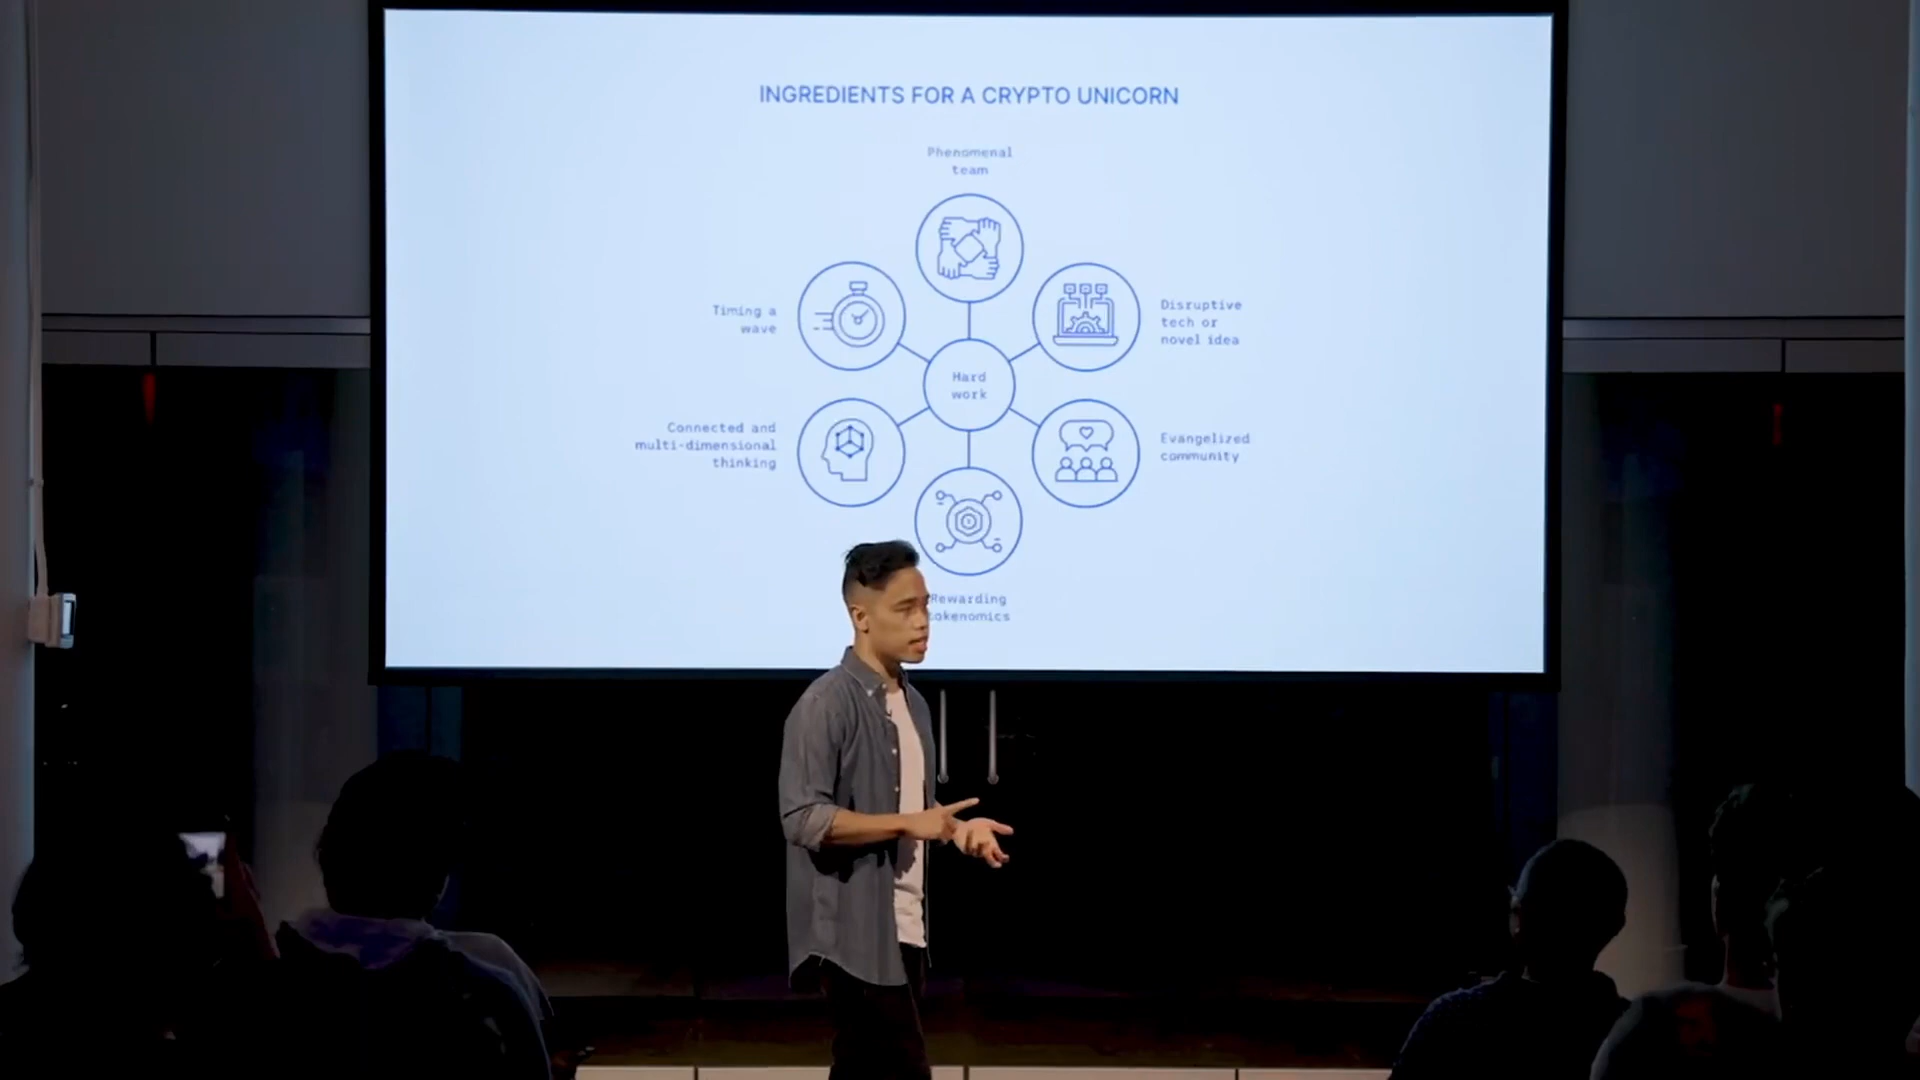 INGREDIENTS FOR A CRYPTO UNICORN
Phenomenal
team
Timing a
wave
Disruptive
tech or
novel idea
Hard
work
Connected and
multi-dimensional
thinking
Evangelized
community
Rewarding
tokenomics